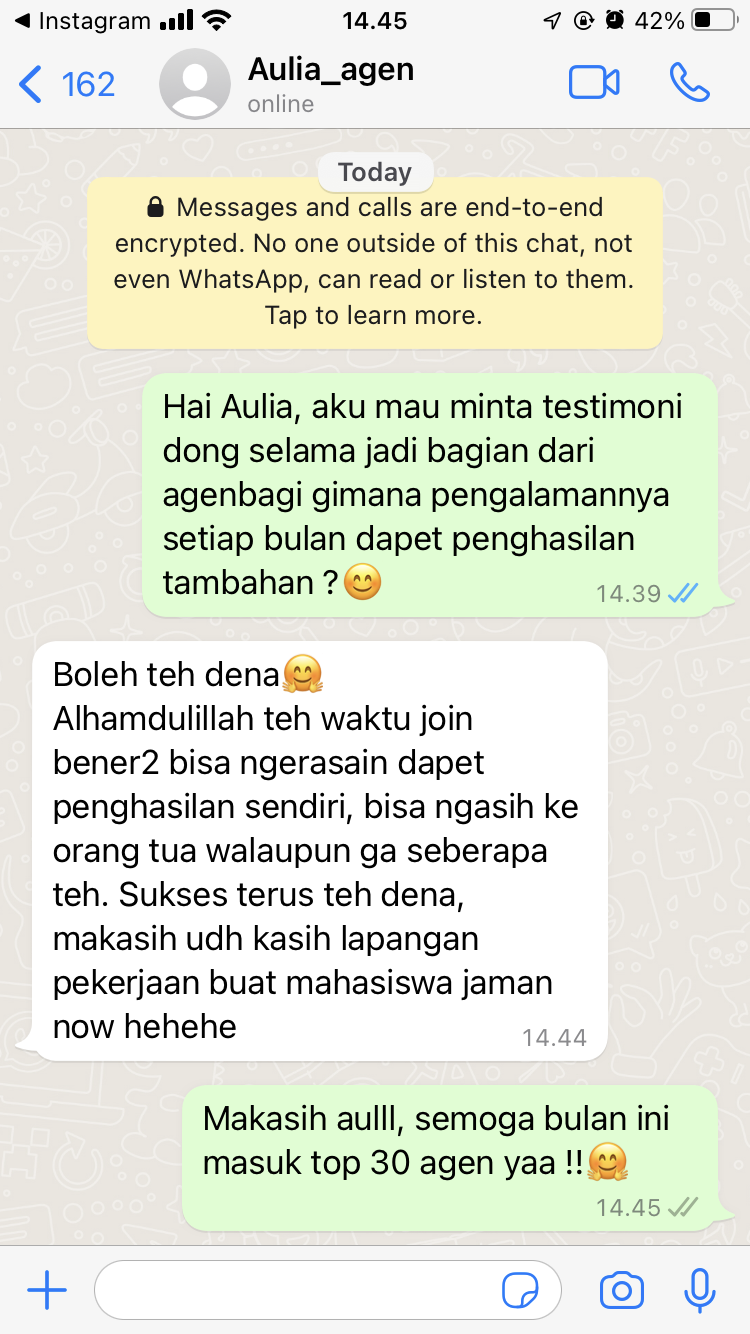 Instagram 14.45 42%
162 Aulia_agen
online
Today
Messages and calls are end-to-end
encrypted. No one outside of this chat, not
even WhatsApp, can read or listen to them.
Tap to learn more.
Hai Aulia, aku mau minta testimoni
dong selama jadi bagian dari
agenbagi gimana pengalamannya
setiap bulan dapet penghasilan
tambahan ?😊
14.39
Boleh teh dena🤗
Alhamdulillah teh waktu join
bener2 bisa ngerasain dapet
penghasilan sendiri, bisa ngasih ke
orang tua walaupun ga seberapa
teh. Sukses terus teh dena,
makasih udh kasih lapangan
pekerjaan buat mahasiswa jaman
now hehehe
14.44
Makasih aulll, semoga bulan ini
masuk top 30 agen yaa !!🤗
14.45